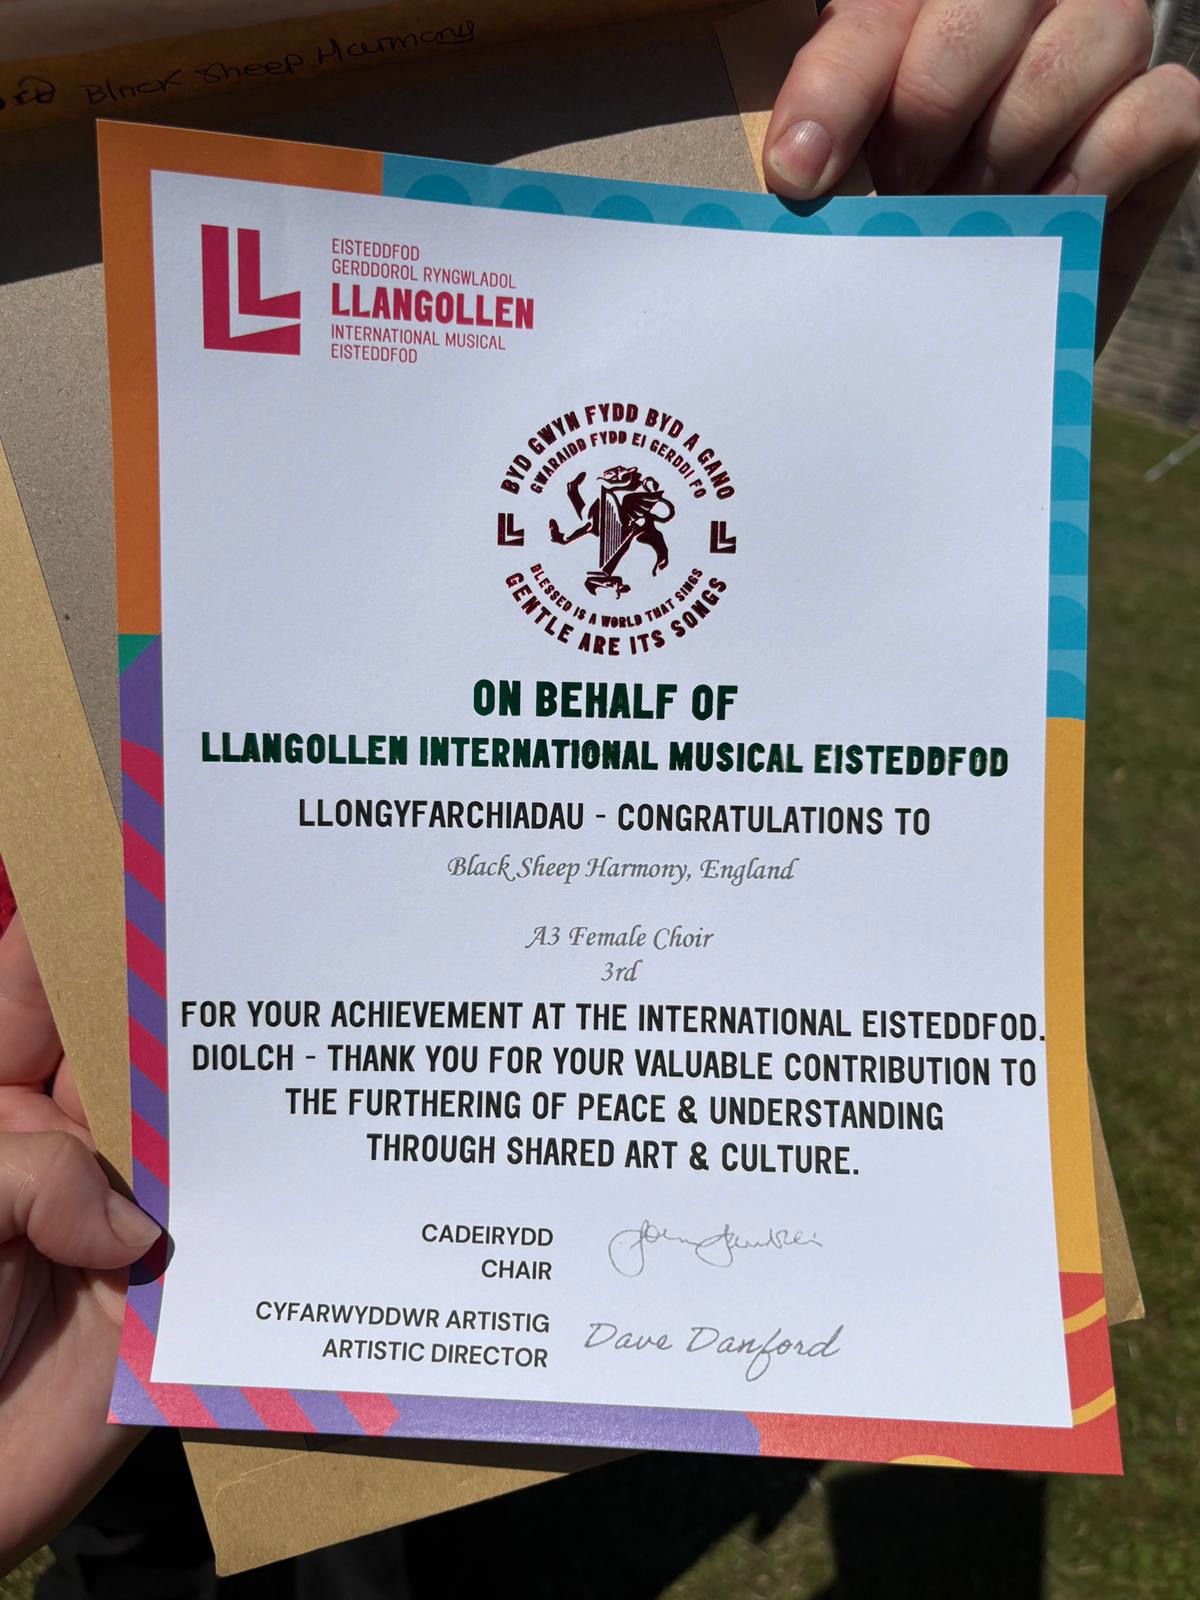 Black Sheep Harmony
EISTEDDFOD
GERDDOROL RYNGWLADOL
LLANGOLLEN
INTERNATIONAL MUSICAL
EISTEDDFOD
BYD GWYN FYDD BYD A GANO
GWARAIDD FYDD EI GERDDI FO
BLESSED IS A WORLD THAT SINGS
GENTLE ARE ITS SONGS
ON BEHALF OF
LLANGOLLEN INTERNATIONAL MUSICAL EISTEDDFOD
LLONGYFARCHIADAU - CONGRATULATIONS TO
Black Sheep Harmony, England
A3 Female Choir
3rd
FOR YOUR ACHIEVEMENT AT THE INTERNATIONAL EISTEDDFOD.
DIOLCH - THANK YOU FOR YOUR VALUABLE CONTRIBUTION TO
THE FURTHERING OF PEACE & UNDERSTANDING
THROUGH SHARED ART & CULTURE.
CADEIRYDD
CHAIR
CYFARWYDDWR ARTISTIG
ARTISTIC DIRECTOR
Dave Danford